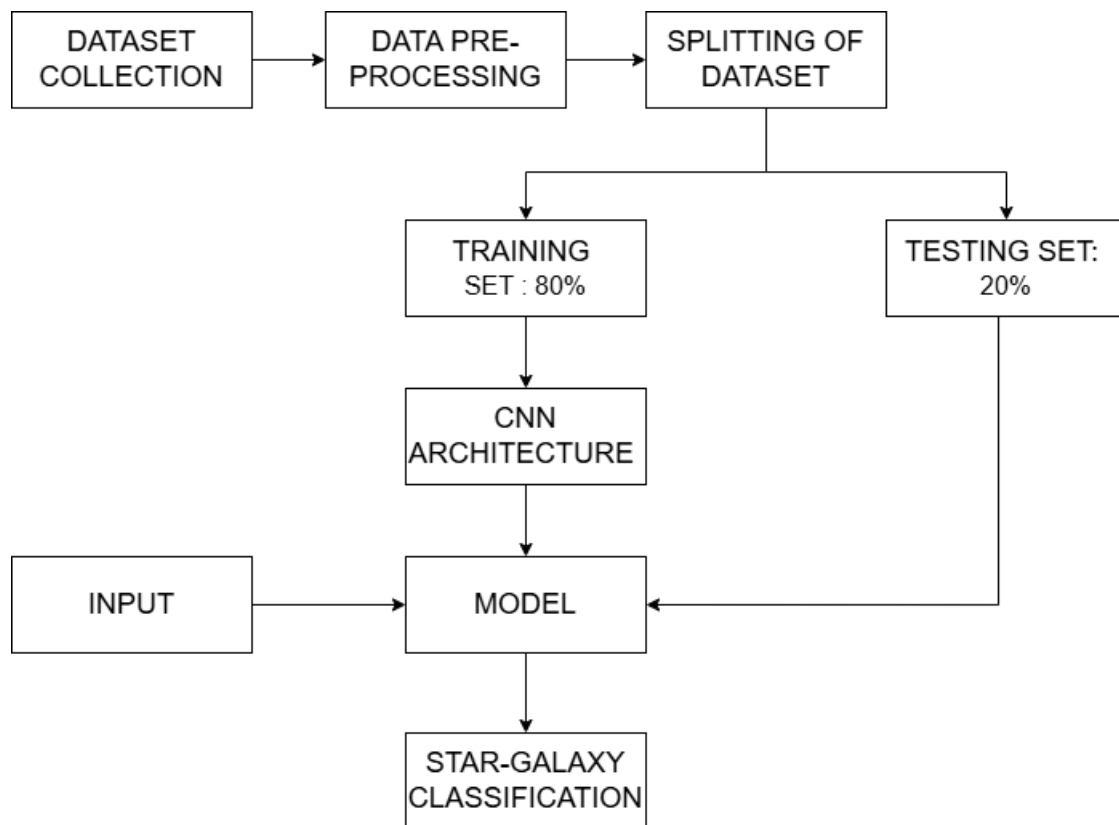 DATASET
COLLECTION
DATA PRE-
PROCESSING
SPLITTING OF
DATASET
TRAINING
SET : 80%
TESTING SET:
20%
CNN
ARCHITECTURE
INPUT
MODEL
STAR-GALAXY
CLASSIFICATION